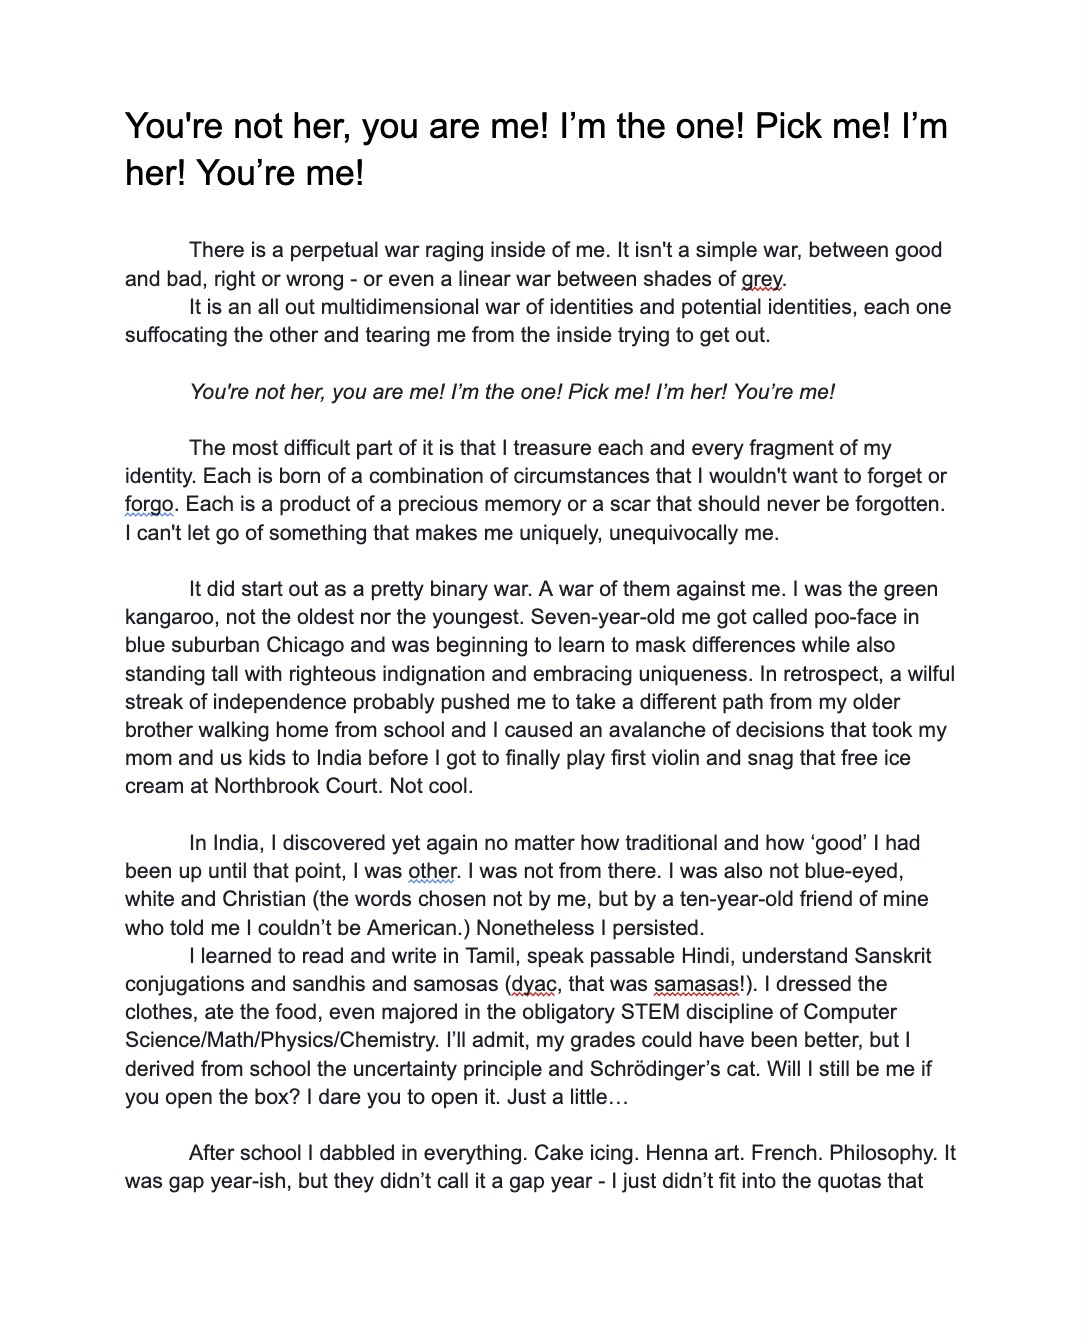 You're not her, you are me! I’m the one! Pick me! I’m
her! You’re me!
There is a perpetual war raging inside of me. It isn't a simple war, between good
and bad, right or wrong - or even a linear war between shades of grey.
It is an all out multidimensional war of identities and potential identities, each one
suffocating the other and tearing me from the inside trying to get out.
You're not her, you are me! I’m the one! Pick me! I’m her! You’re me!
The most difficult part of it is that I treasure each and every fragment of my
identity. Each is born of a combination of circumstances that I wouldn't want to forget or
forgo. Each is a product of a precious memory or a scar that should never be forgotten.
I can't let go of something that makes me uniquely, unequivocally me.
It did start out as a pretty binary war. A war of them against me. I was the green
kangaroo, not the oldest nor the youngest. Seven-year-old me got called poo-face in
blue suburban Chicago and was beginning to learn to mask differences while also
standing tall with righteous indignation and embracing uniqueness. In retrospect, a wilful
streak of independence probably pushed me to take a different path from my older
brother walking home from school and I caused an avalanche of decisions that took my
mom and us kids to India before I got to finally play first violin and snag that free ice
cream at Northbrook Court. Not cool.
In India, I discovered yet again no matter how traditional and how ‘good’ I had
been up until that point, I was other. I was not from there. I was also not blue-eyed,
white and Christian (the words chosen not by me, but by a ten-year-old friend of mine
who told me I couldn’t be American.) Nonetheless I persisted.
I learned to read and write in Tamil, speak passable Hindi, understand Sanskrit
conjugations and sandhis and samosas (dyac, that was samasas!). I dressed the
clothes, ate the food, even majored in the obligatory STEM discipline of Computer
Science/Math/Physics/Chemistry. I’ll admit, my grades could have been better, but I
derived from school the uncertainty principle and Schrödinger’s cat. Will I still be me if
you open the box? I dare you to open it. Just a little…
After school I dabbled in everything. Cake icing. Henna art. French. Philosophy. It
was gap year-ish, but they didn’t call it a gap year - I just didn’t fit into the quotas that